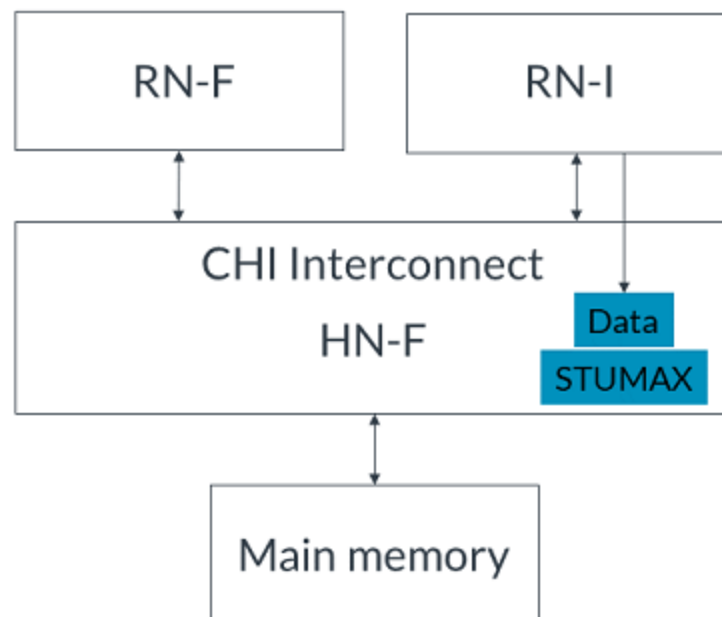 RN-F
RN-I
CHI Interconnect
HN-F
Data
STUMAX
Main memory